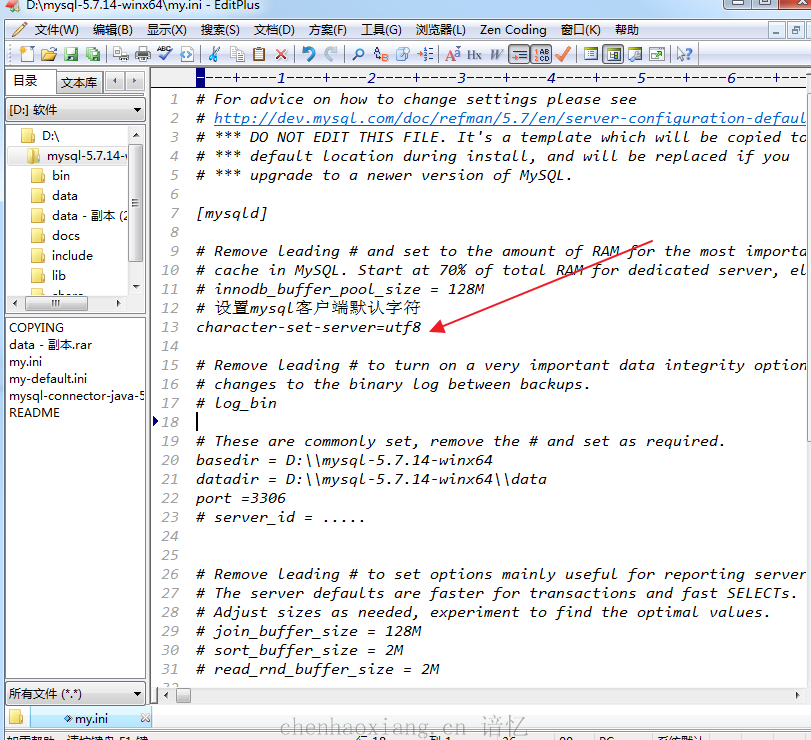 D:\mysql-5.7.14-winx64\my.ini - EditPlus
文件(W) 编辑(B) 显示(X) 搜索(S) 文档(D) 方案(F) 工具(G) 浏览器(L) Zen Coding 窗口(K) 帮助
目录 文本库
[D:] 软件
D:\
mysql-5.7.14-w
bin
data
data - 副本 (2
docs
include
lib
COPYING
data - 副本.rar
my.ini
my-default.ini
mysql-connector-java-5
README
所有文件 (*.*)
----+----1----+----2----+----3----+----4----+----5----+----6----+--
1 # For advice on how to change settings please see
2 # http://dev.mysql.com/doc/refman/5.7/en/server-configuration-defaul
3 # *** DO NOT EDIT THIS FILE. It's a template which will be copied to
4 # *** default location during install, and will be replaced if you
5 # *** upgrade to a newer version of MySQL.
6
7 [mysqld]
8
9 # Remove leading # and set to the amount of RAM for the most importa
10 # cache in MySQL. Start at 70% of total RAM for dedicated server, el
11 # innodb_buffer_pool_size = 128M
12 # 设置mysql客户端默认字符
13 character-set-server=utf8
14
15 # Remove leading # to turn on a very important data integrity option
16 # changes to the binary log between backups.
17 # log_bin
18
19 # These are commonly set, remove the # and set as required.
20 basedir = D:\\mysql-5.7.14-winx64
21 datadir = D:\\mysql-5.7.14-winx64\\data
22 port =3306
23 # server_id = .....
24
25
26 # Remove leading # to set options mainly useful for reporting server
27 # The server defaults are faster for transactions and fast SELECTs.
28 # Adjust sizes as needed, experiment to find the optimal values.
29 # join_buffer_size = 128M
30 # sort_buffer_size = 2M
31 # read_rnd_buffer_size = 2M
my.ini
chenhaoxiang.cn 谙忆